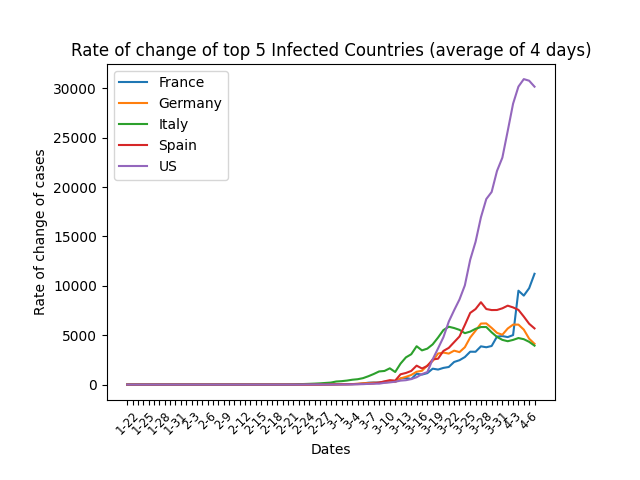 Rate of change of top 5 Infected Countries (average of 4 days)
France
Germany
Italy
Spain
US
30000
25000
20000
15000
10000
5000
0
Rate of change of cases
1-22 1-25 1-28 1-31 2-3 2-6 2-9 2-12 2-15 2-18 2-21 2-24 2-27 3-1 3-4 3-7 3-10 3-13 3-16 3-19 3-22 3-25 3-28 3-31 4-3 4-6
Dates